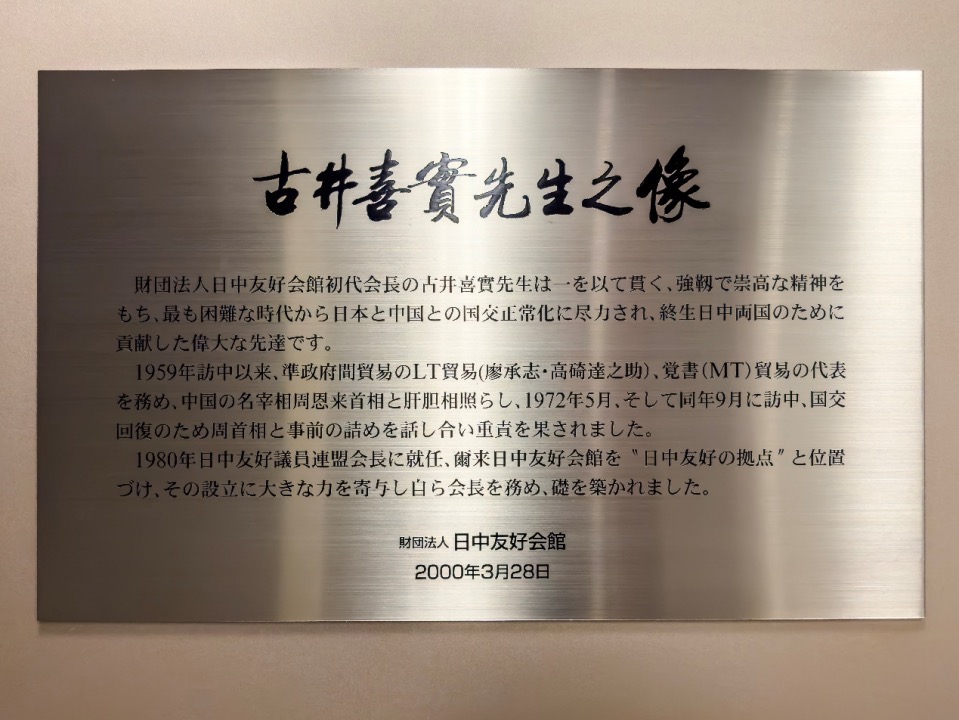 古井喜實先生之像
財団法人日中友好会館初代会長の古井喜實先生は一を以て貫く、強靱で崇高な精神を
もち、最も困難な時代から日本と中国との国交正常化に尽力され、終生日中両国のために
貢献した偉大な先達です。
1959年訪中以来、準政府間貿易のLT貿易(廖承志・高碕達之助)、覚書(MT)貿易の代表
を務め、中国の名宰相周恩来首相と肝胆相照らし、1972年5月、そして同年9月に訪中、国交
回復のため周首相と事前の詰めを話し合い重責を果されました。
1980年日中友好議員連盟会長に就任、爾来日中友好会館を〝日中友好の拠点〟と位置
づけ、その設立に大きな力を寄与し自ら会長を務め、礎を築かれました。
財団法人 日中友好会館
2000年3月28日